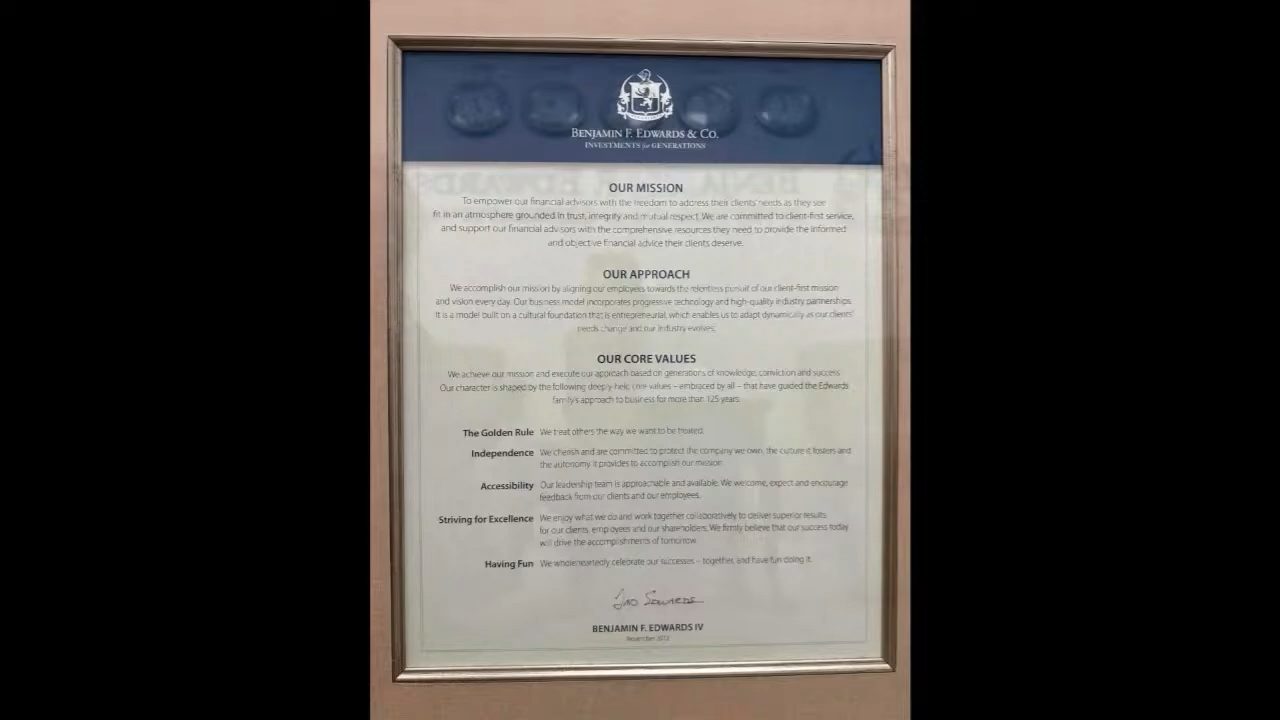 BENJAMIN F. EDWARDS & CO.
INVESTMENTS for GENERATIONS
OUR MISSION
To empower our financial advisors with the freedom to address their clients' needs as they see
fit in an atmosphere grounded in trust, integrity and mutual respect. We are committed to client-first service,
and support our financial advisors with the comprehensive resources they need to provide the informed
and objective financial advice their clients deserve.
OUR APPROACH
We accomplish our mission by aligning our employees towards the relentless pursuit of our client-first mission
and vision every day. Our business model incorporates progressive technology and high-quality industry partnerships.
It is a model built on a cultural foundation that is entrepreneurial, which enables us to adapt dynamically as our clients'
needs change and our industry evolves.
OUR CORE VALUES
We achieve our mission and execute our approach based on generations of knowledge, conviction and success.
Our character is shaped by the following deeply-held core values – embraced by all – that have guided the Edwards
family's approach to business for more than 125 years.
The Golden Rule We treat others the way we want to be treated.
Independence We cherish and are committed to protect the company we own, the culture it fosters and
the autonomy it provides to accomplish our mission.
Accessibility Our leadership team is approachable and available. We welcome, expect and encourage
feedback from our clients and our employees.
Striving for Excellence We enjoy what we do and work together collaboratively to deliver superior results
for our clients, employees and our shareholders. We firmly believe that our success today
will drive the accomplishments of tomorrow.
Having Fun We wholeheartedly celebrate our successes – together, and have fun doing it.
Tad Edwards
BENJAMIN F. EDWARDS IV
November 2012